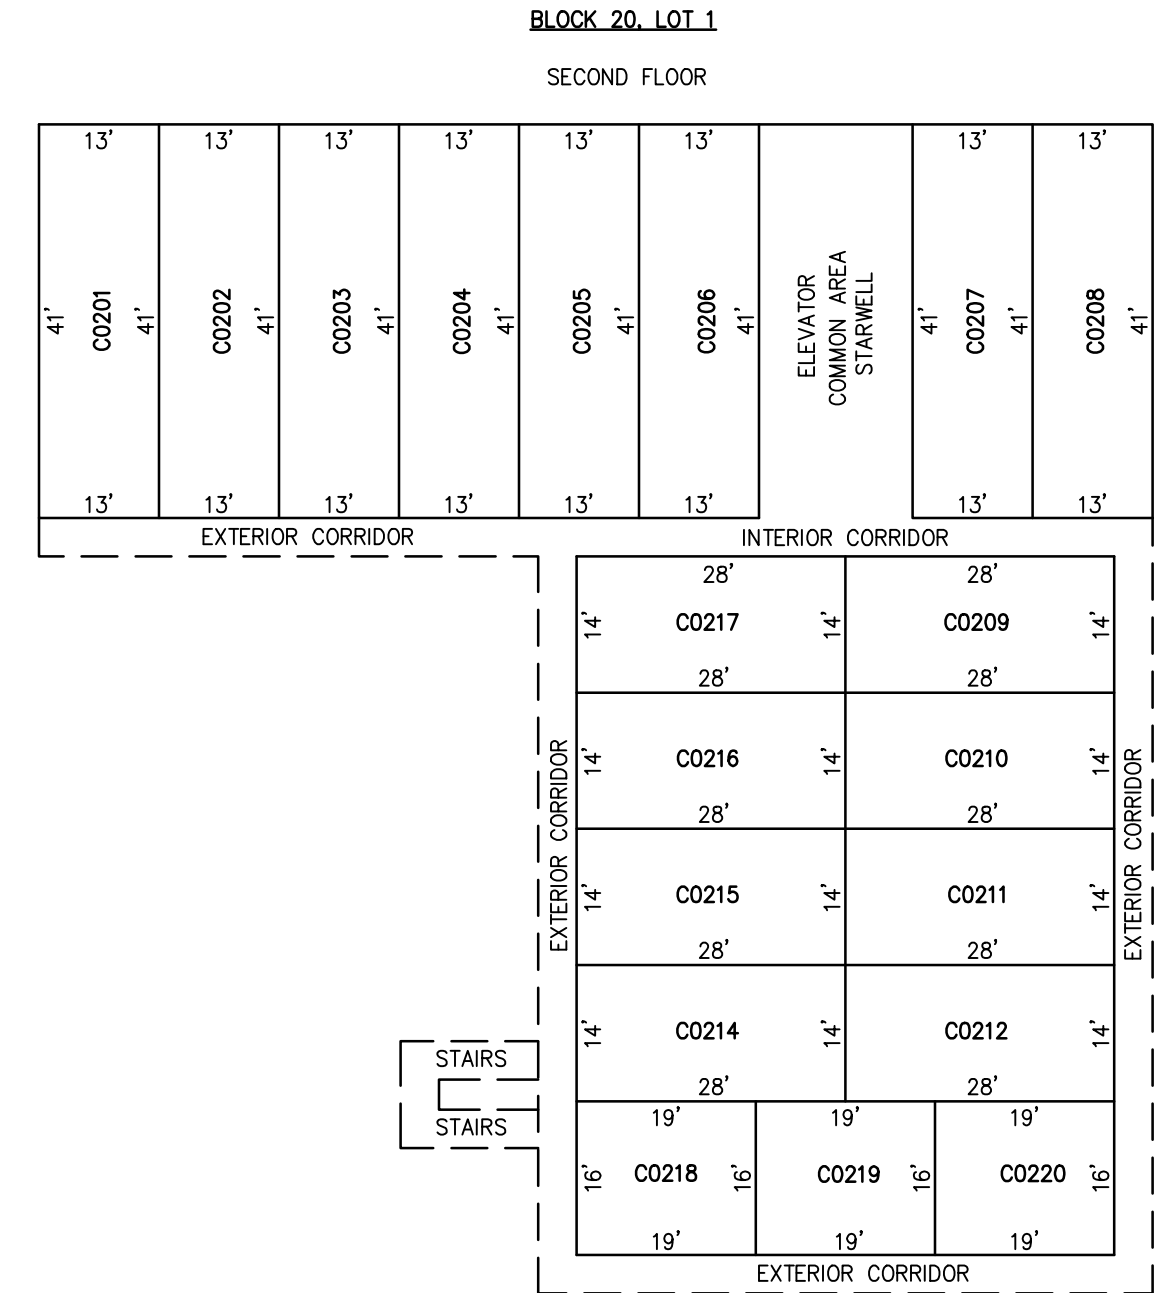 BLOCK 20, LOT 1
SECOND FLOOR
13' 13' 13' 13' 13' 13' 13' 13'
41' C0201 41' C0202 41' C0203 41' C0204 41' C0205 41' C0206 41'
ELEVATOR
COMMON AREA
STARWELL
41' C0207 41' C0208 41'
13' 13' 13' 13' 13' 13' 13' 13'
EXTERIOR CORRIDOR
INTERIOR CORRIDOR
28' 28'
14' C0217 14' C0209 14'
28' 28'
14' C0216 14' C0210 14'
28' 28'
EXTERIOR CORRIDOR
EXTERIOR CORRIDOR
14' C0215 14' C0211 14'
28' 28'
14' C0214 14' C0212 14'
STAIRS
28' 28'
19' 19' 19'
STAIRS
16' C0218 16' C0219 16' C0220 16'
19' 19' 19'
EXTERIOR CORRIDOR